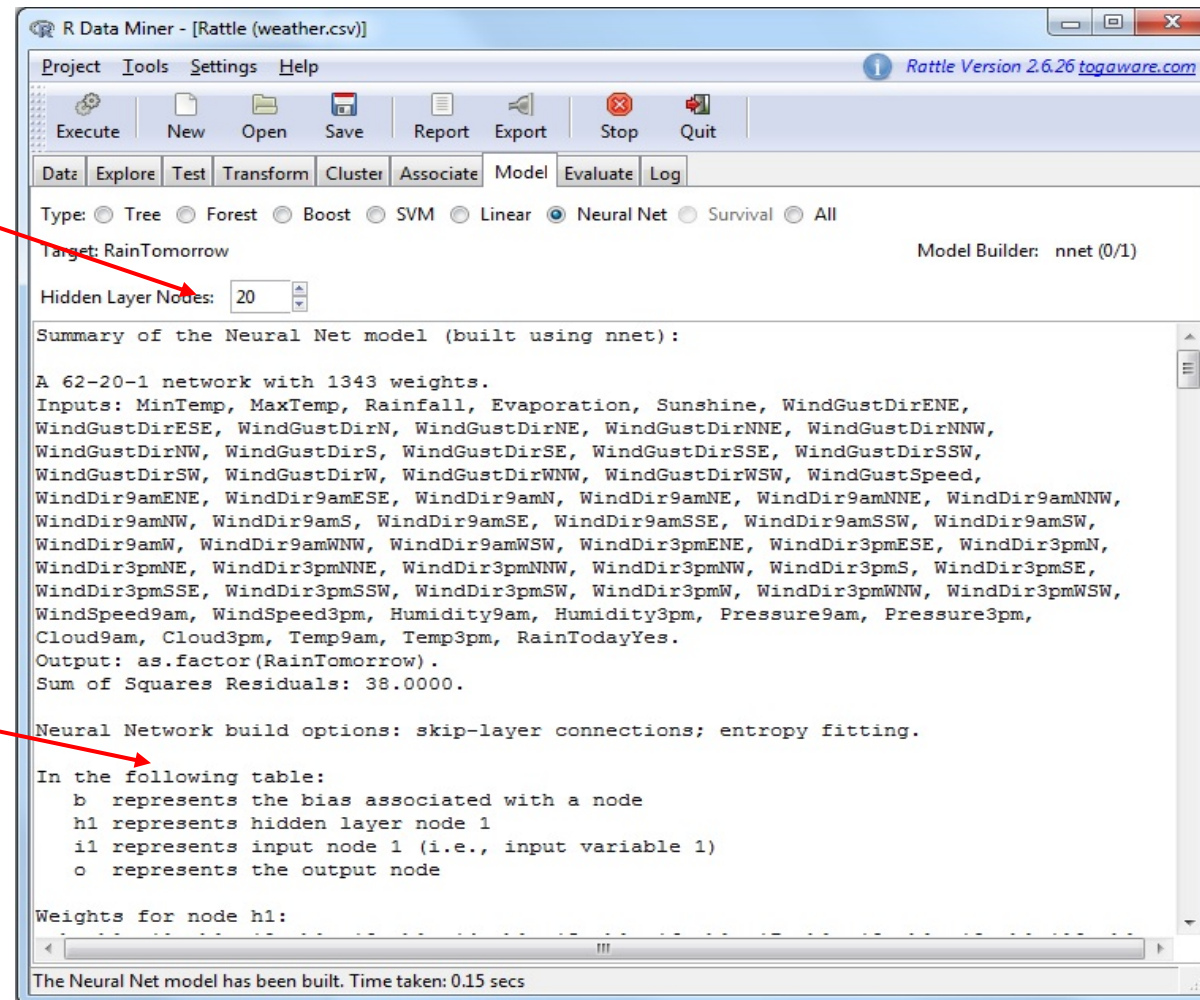 R Data Miner - [Rattle (weather.csv)]
Project Tools Settings Help Rattle Version 2.6.26 togaware.com
Execute New Open Save Report Export Stop Quit
Data Explore Test Transform Cluster Associate Model Evaluate Log
Type: Tree Forest Boost SVM Linear Neural Net Survival All
Target: RainTomorrow Model Builder: nnet (0/1)
Hidden Layer Nodes: 20
Summary of the Neural Net model (built using nnet):
A 62-20-1 network with 1343 weights.
Inputs: MinTemp, MaxTemp, Rainfall, Evaporation, Sunshine, WindGustDirENE,
WindGustDirESE, WindGustDirN, WindGustDirNE, WindGustDirNNE, WindGustDirNNW,
WindGustDirNW, WindGustDirS, WindGustDirSE, WindGustDirSSE, WindGustDirSSW,
WindGustDirSW, WindGustDirW, WindGustDirWNW, WindGustDirWSW, WindGustSpeed,
WindDir9amENE, WindDir9amESE, WindDir9amN, WindDir9amNE, WindDir9amNNE, WindDir9amNNW,
WindDir9amNW, WindDir9amS, WindDir9amSE, WindDir9amSSE, WindDir9amSSW, WindDir9amSW,
WindDir9amW, WindDir9amWNW, WindDir9amWSW, WindDir3pmENE, WindDir3pmESE, WindDir3pmN,
WindDir3pmNE, WindDir3pmNNE, WindDir3pmNNW, WindDir3pmNW, WindDir3pmS, WindDir3pmSE,
WindDir3pmSSE, WindDir3pmSSW, WindDir3pmSW, WindDir3pmW, WindDir3pmWNW, WindDir3pmWSW,
WindSpeed9am, WindSpeed3pm, Humidity9am, Humidity3pm, Pressure9am, Pressure3pm,
Cloud9am, Cloud3pm, Temp9am, Temp3pm, RainTodayYes.
Output: as.factor(RainTomorrow).
Sum of Squares Residuals: 38.0000.
Neural Network build options: skip-layer connections; entropy fitting.
In the following table:
b represents the bias associated with a node
h1 represents hidden layer node 1
i1 represents input node 1 (i.e., input variable 1)
o represents the output node
Weights for node h1:
The Neural Net model has been built. Time taken: 0.15 secs